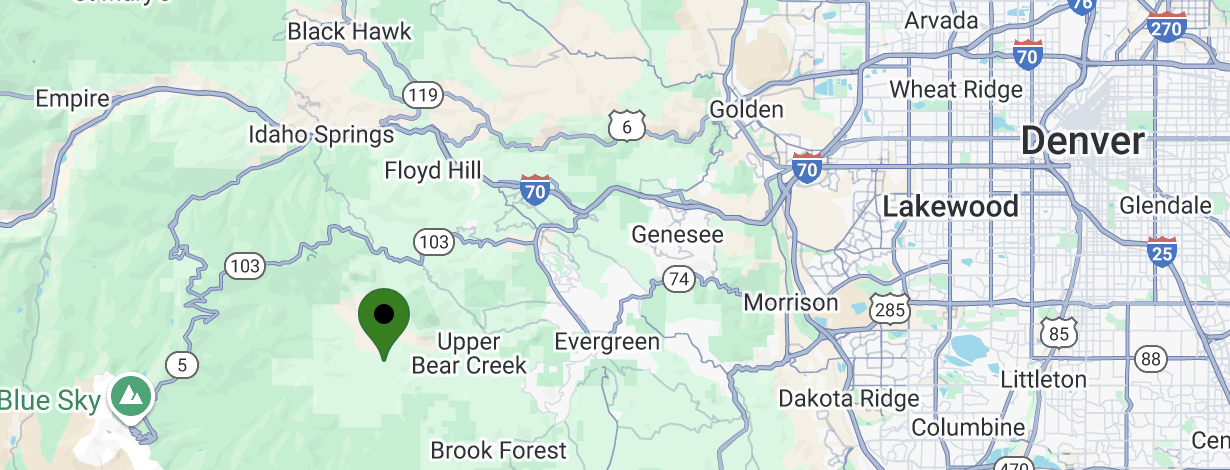 76
Arvada
270
Black Hawk
70
Wheat Ridge
Empire
119
Golden
6
Idaho Springs
Denver
Floyd Hill
70
70
Lakewood
Glendale
103
Genesee
25
103
74
Morrison
285
85
Upper
Bear Creek
Evergreen
88
5
Littleton
Blue Sky
Dakota Ridge
Columbine
Brook Forest
470